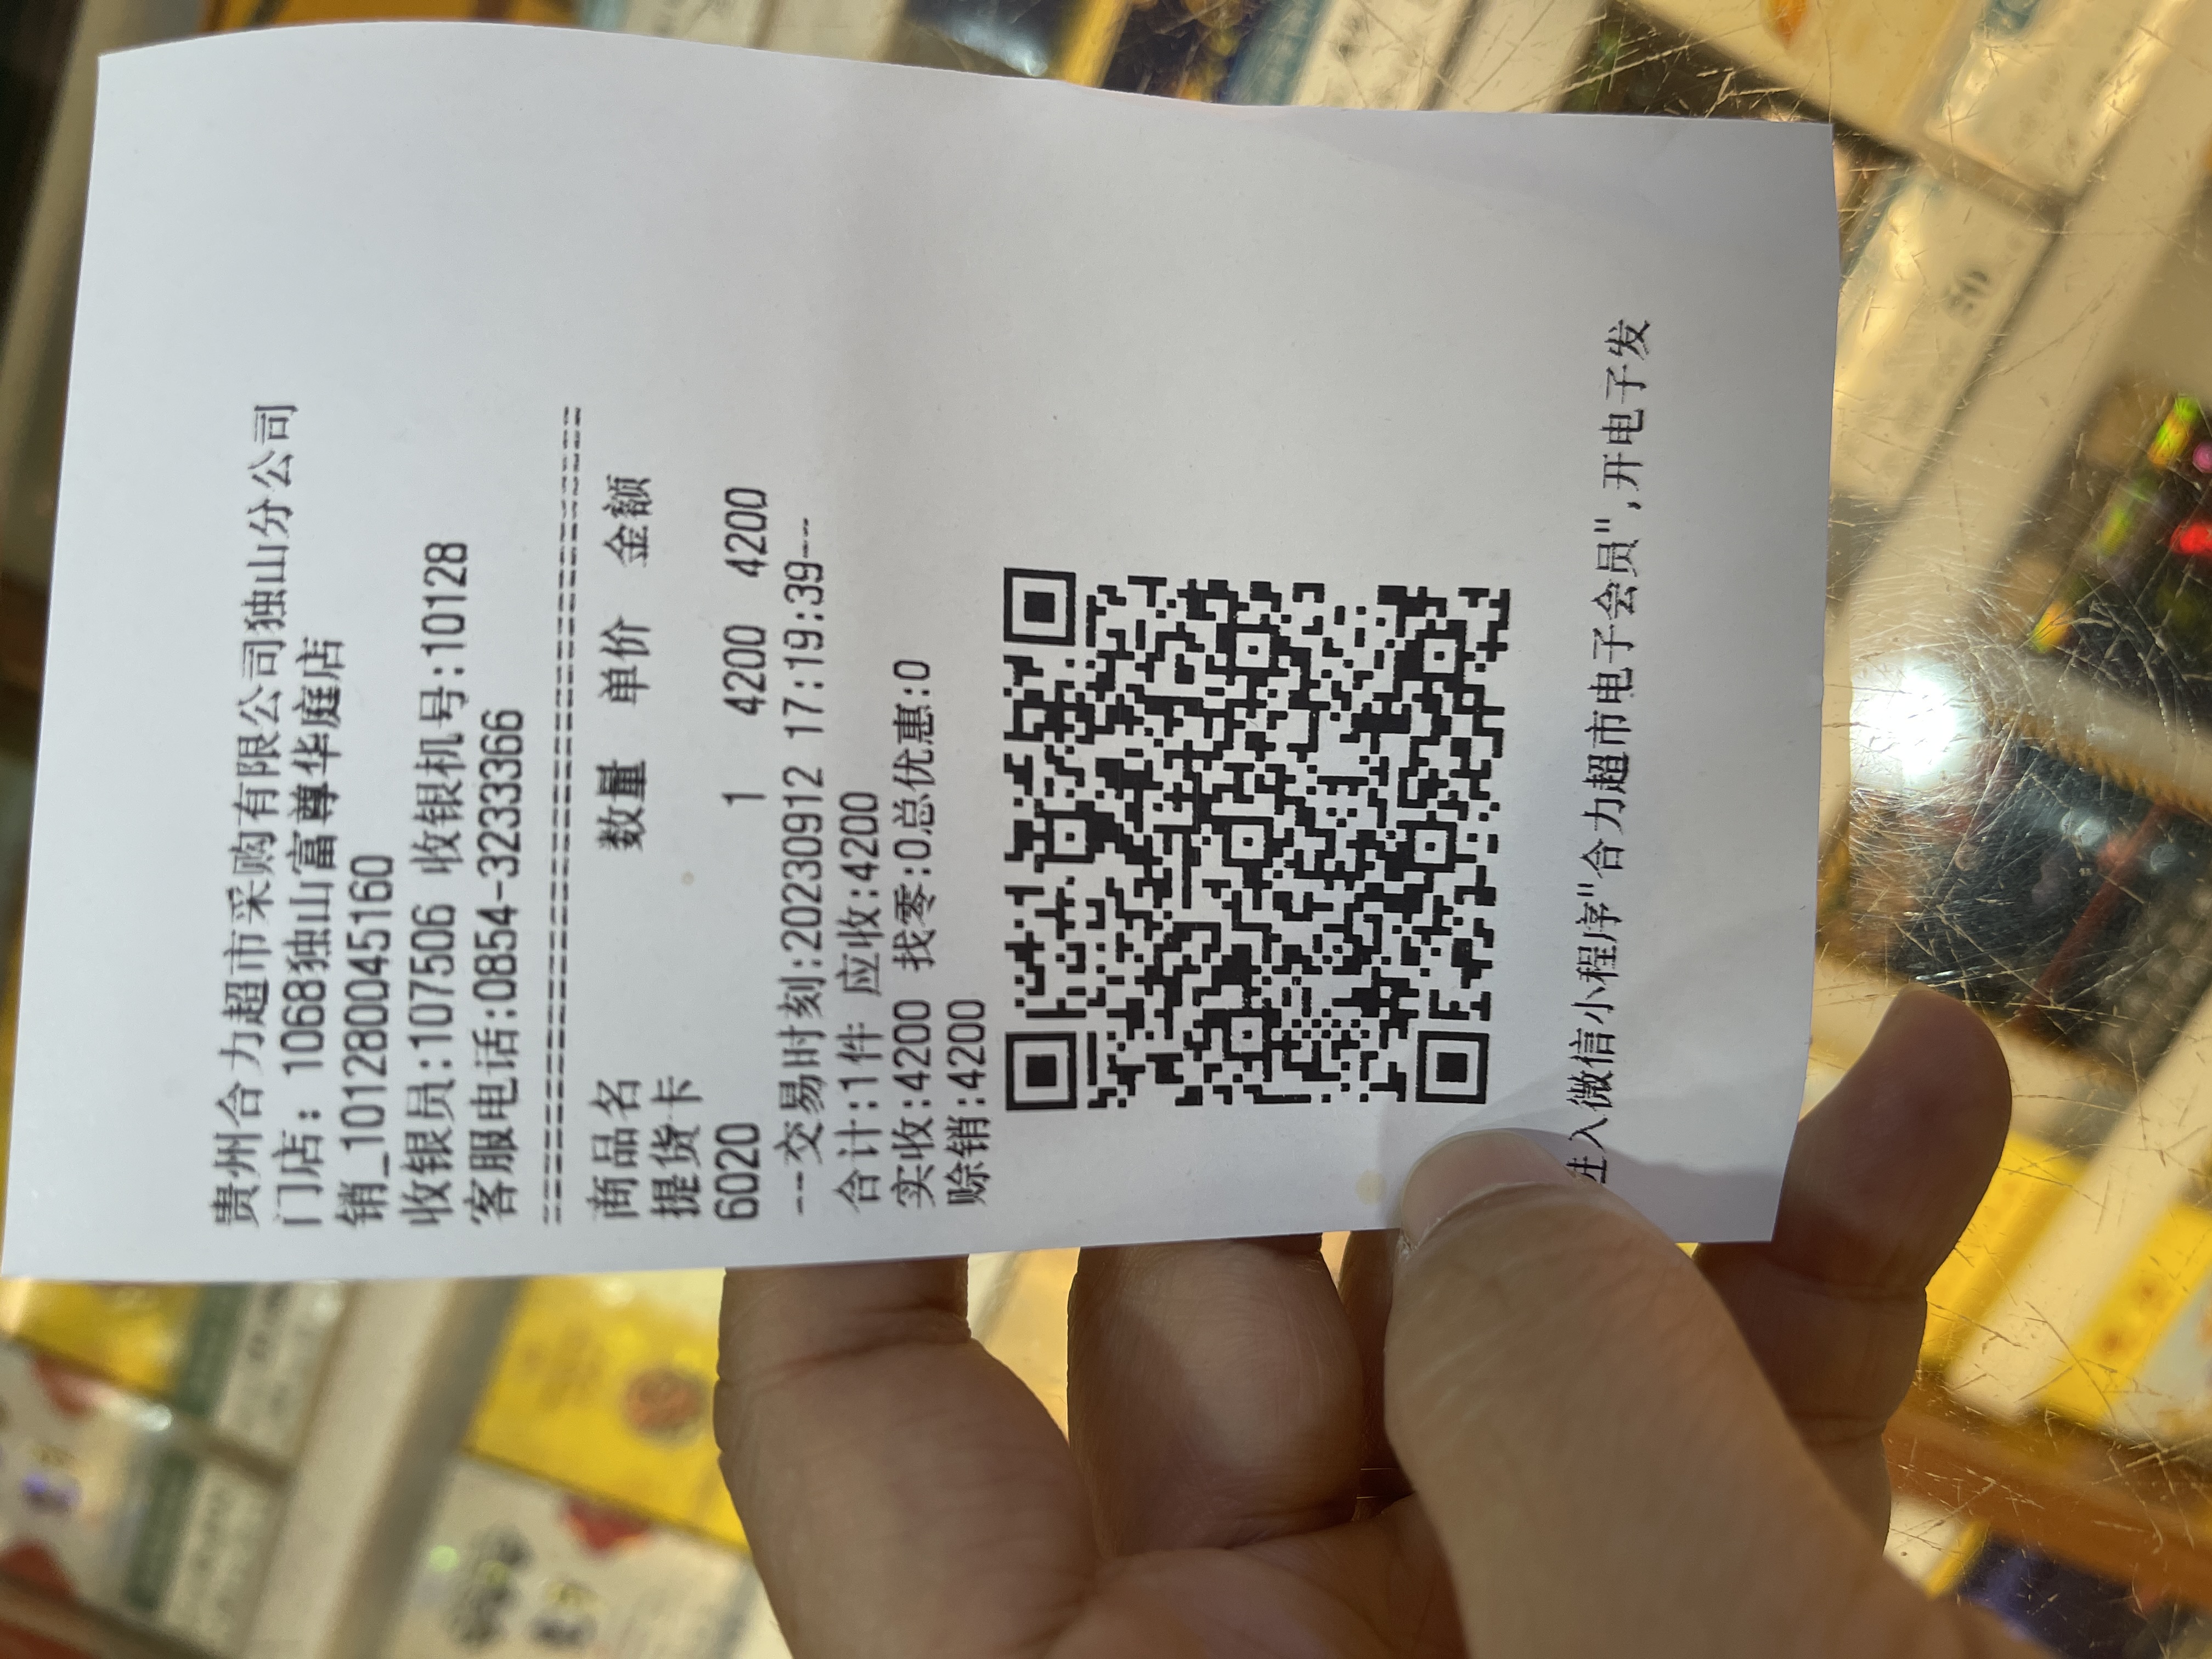 贵州合力超市采购有限公司独山分公司
门店: 1068独山富尊华庭店
销_101280045160
收银员:1075506 收银机号:10128
客服电话:0854-3233366
商品名 数量 单价 金额
提货卡
6020 1 4200 4200
--交易时刻:20230912 17:19:39--
合计:1件 应收:4200
实收:4200 找零:0总优惠:0
赊销:4200
进入微信小程序"合力超市电子会员",开电子发